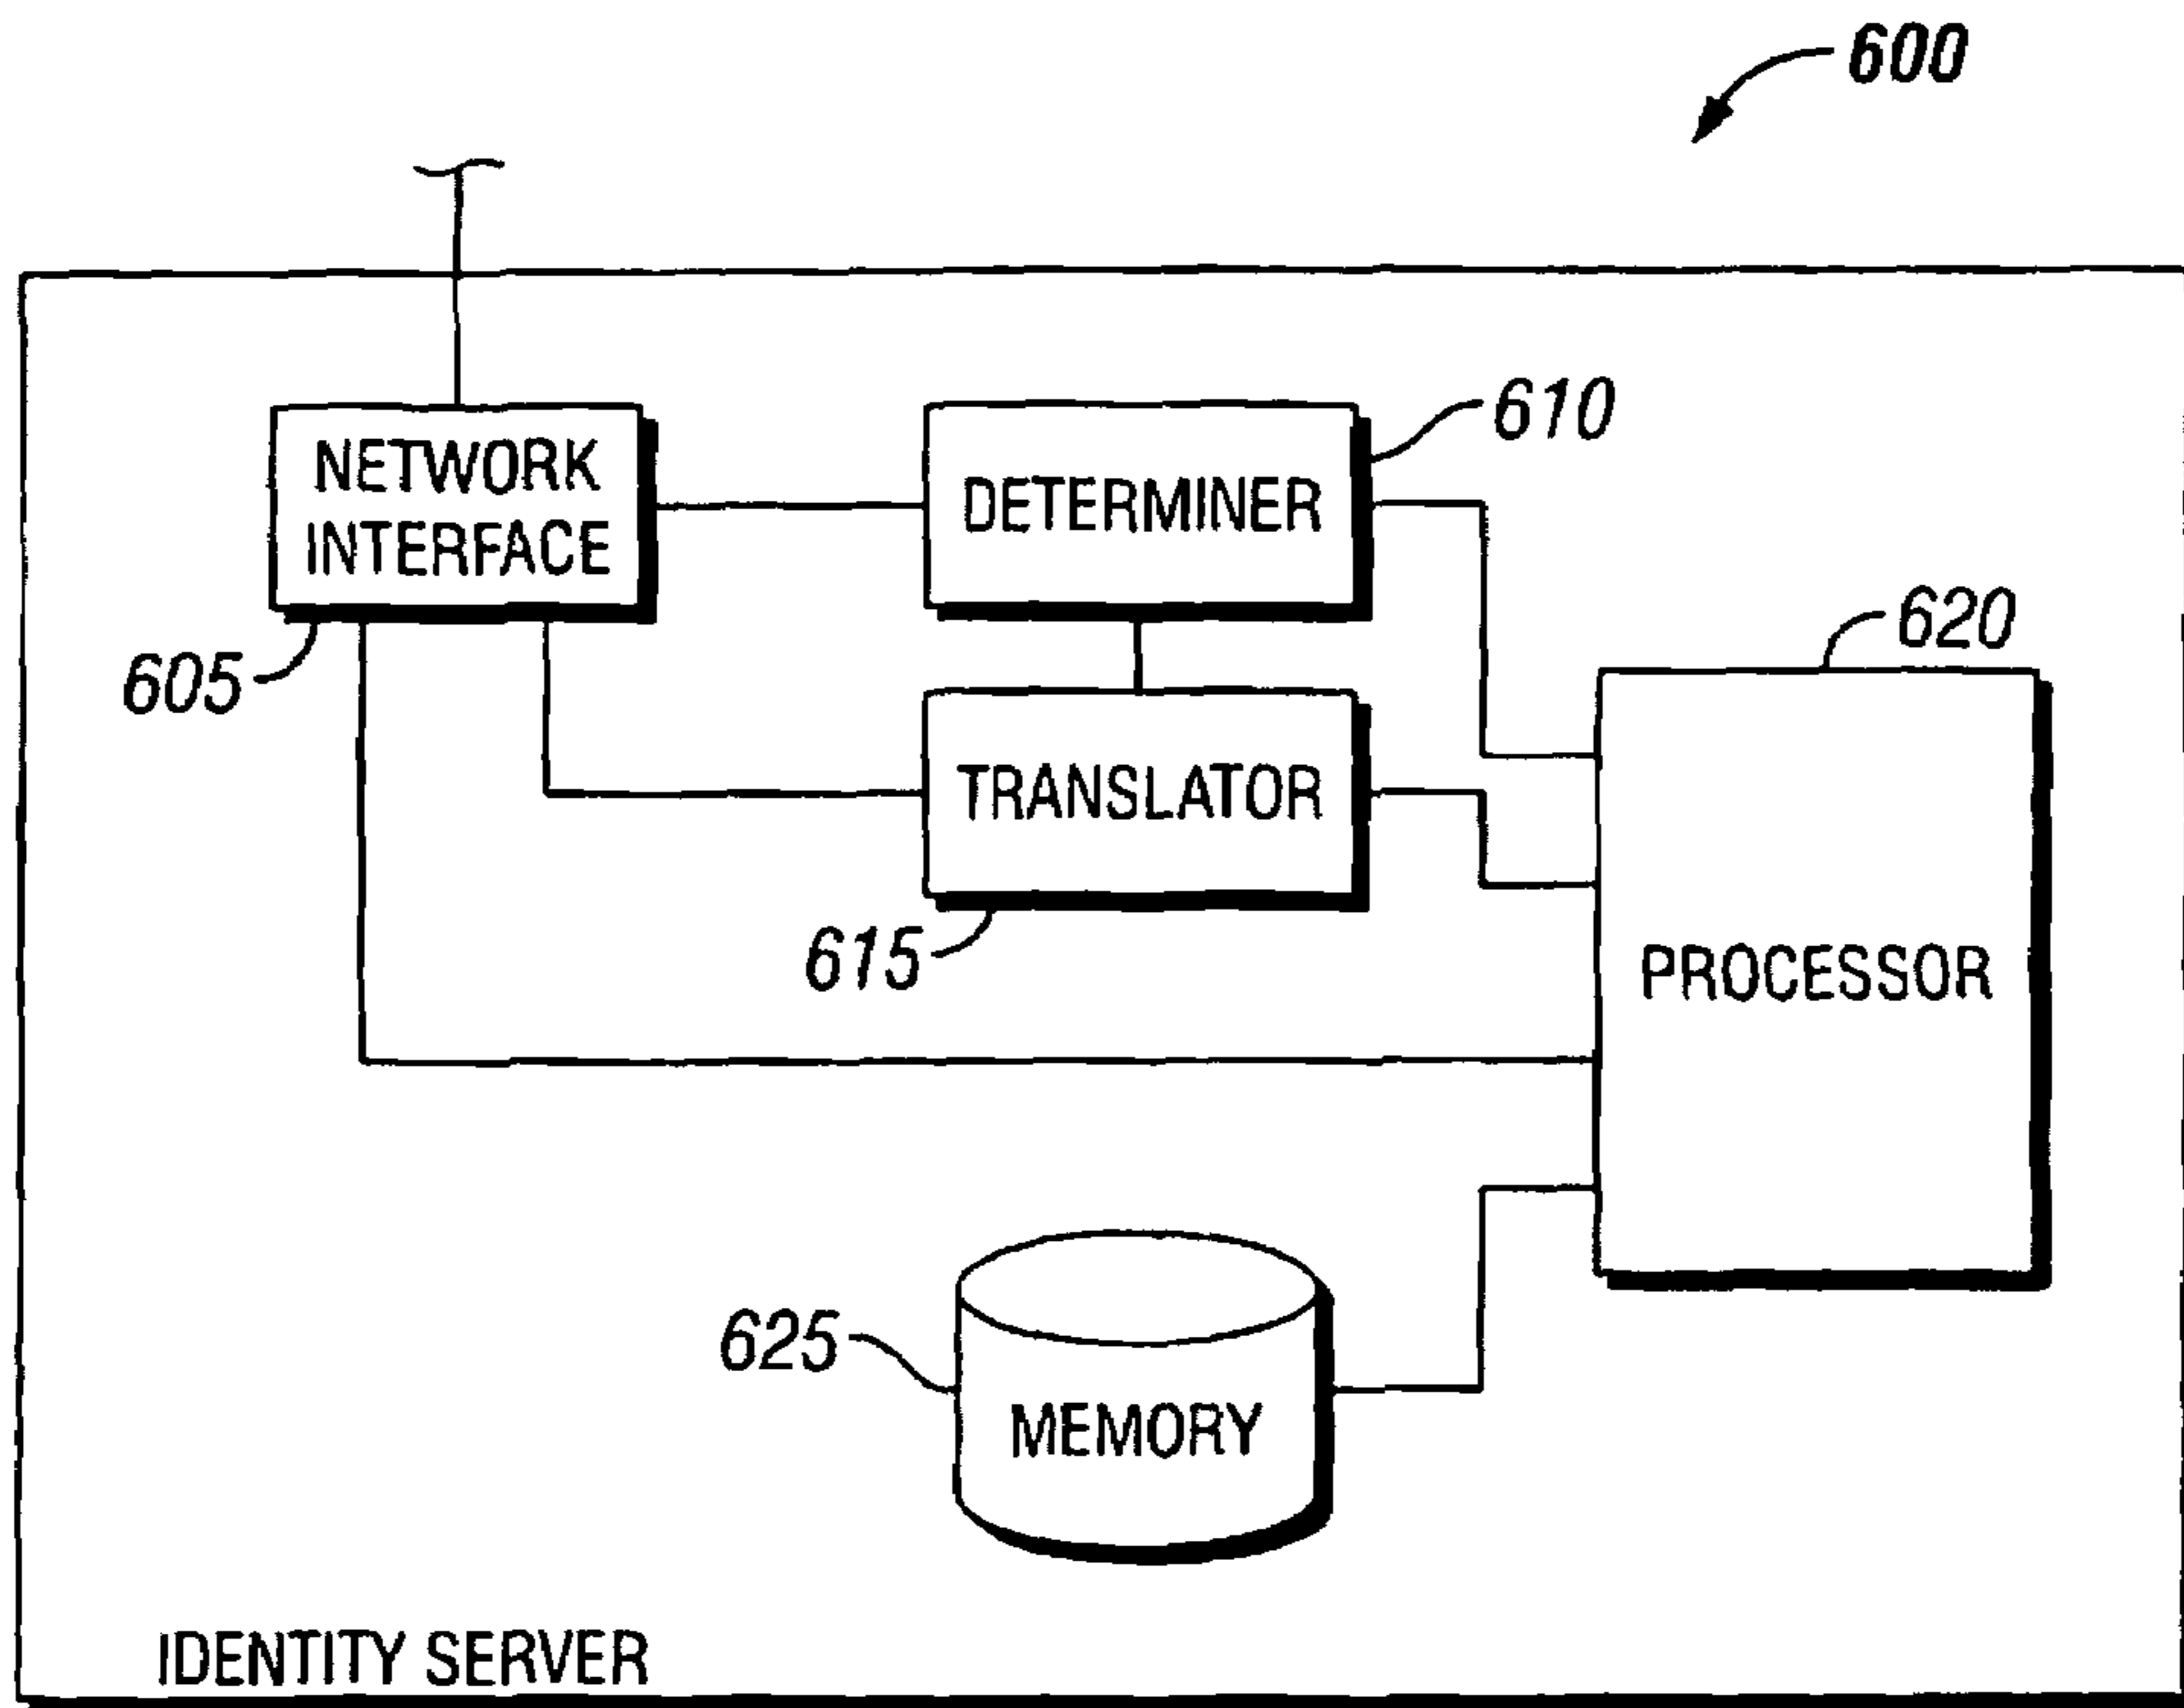 600
NETWORK
INTERFACE
605
DETERMINER
610
TRANSLATOR
615
620
PROCESSOR
625
MEMORY
IDENTITY SERVER